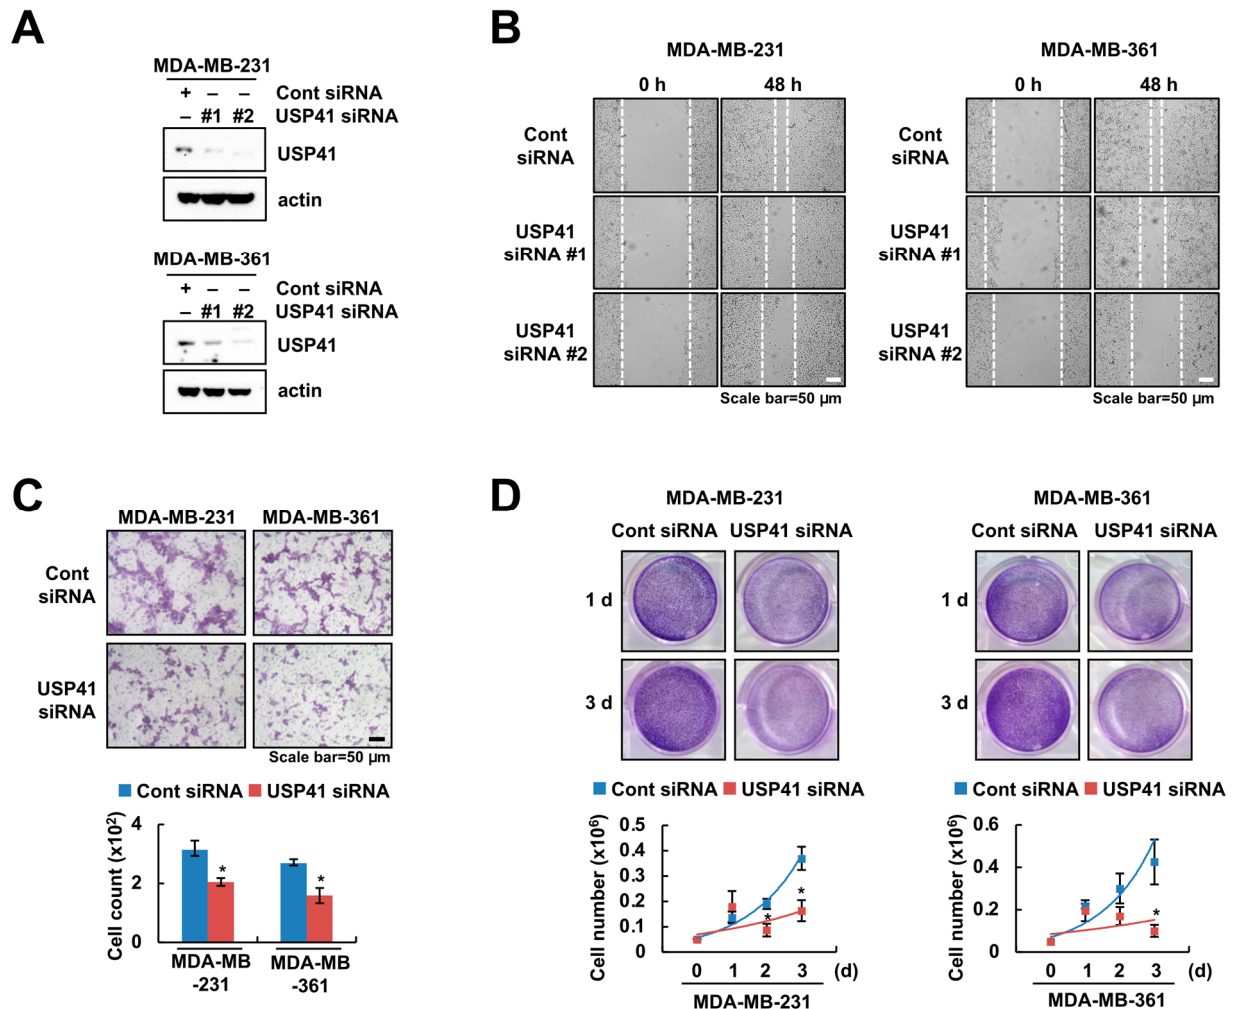 A
MDA-MB-231
+ – – Cont siRNA
– #1 #2 USP41 siRNA
USP41
actin
MDA-MB-361
+ – – Cont siRNA
– #1 #2 USP41 siRNA
USP41
actin
B
MDA-MB-231
0 h 48 h
Cont
siRNA
USP41
siRNA #1
USP41
siRNA #2
Scale bar=50 µm
MDA-MB-361
0 h 48 h
Cont
siRNA
USP41
siRNA #1
USP41
siRNA #2
Scale bar=50 µm
C
MDA-MB-231 MDA-MB-361
Cont
siRNA
USP41
siRNA
Scale bar=50 µm
Cont siRNA USP41 siRNA
Cell count (x10²)
4
2
0
* *
MDA-MB
-231
MDA-MB
-361
D
MDA-MB-231
Cont siRNA USP41 siRNA
1 d
3 d
Cont siRNA USP41 siRNA
Cell number (x10⁶)
0.5
0.4
0.3
0.2
0.1
0
* *
0 1 2 3 (d)
MDA-MB-231
MDA-MB-361
Cont siRNA USP41 siRNA
1 d
3 d
Cont siRNA USP41 siRNA
Cell number (x10⁶)
0.6
0.4
0.2
0
*
0 1 2 3 (d)
MDA-MB-361